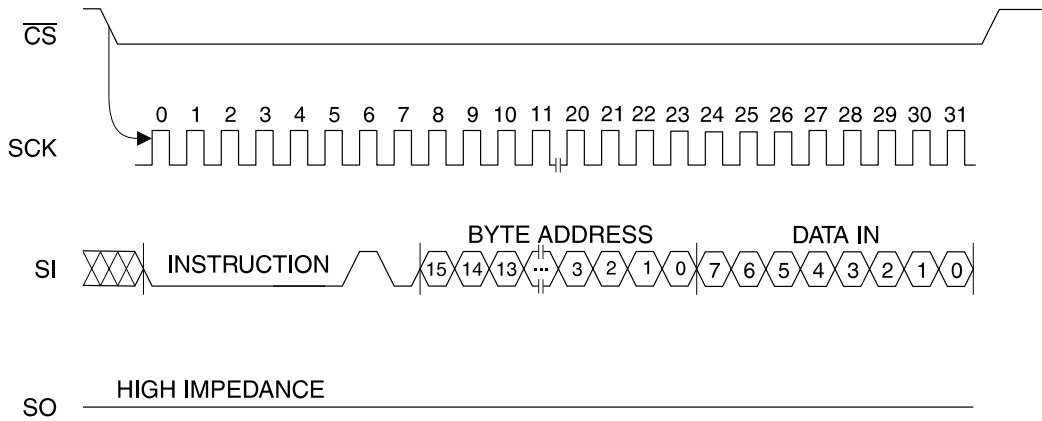 CS
0 1 2 3 4 5 6 7 8 9 10 11 20 21 22 23 24 25 26 27 28 29 30 31
SCK
BYTE ADDRESS DATA IN
SI INSTRUCTION 15 14 13 ... 3 2 1 0 7 6 5 4 3 2 1 0
HIGH IMPEDANCE
SO